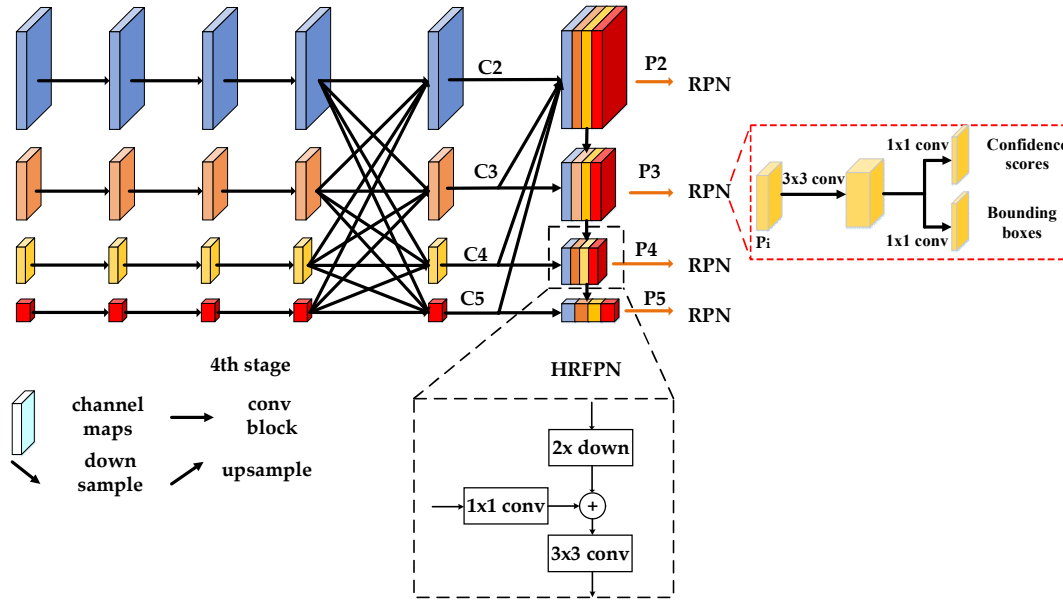 C2
P2
RPN
C3
P3
RPN
C4
P4
RPN
C5
P5
RPN
3x3 conv
Pi
1x1 conv
Confidence
scores
1x1 conv
Bounding
boxes
4th stage
HRFPN
channel
maps
conv
block
down
sample
upsample
2x down
1x1 conv
+
3x3 conv